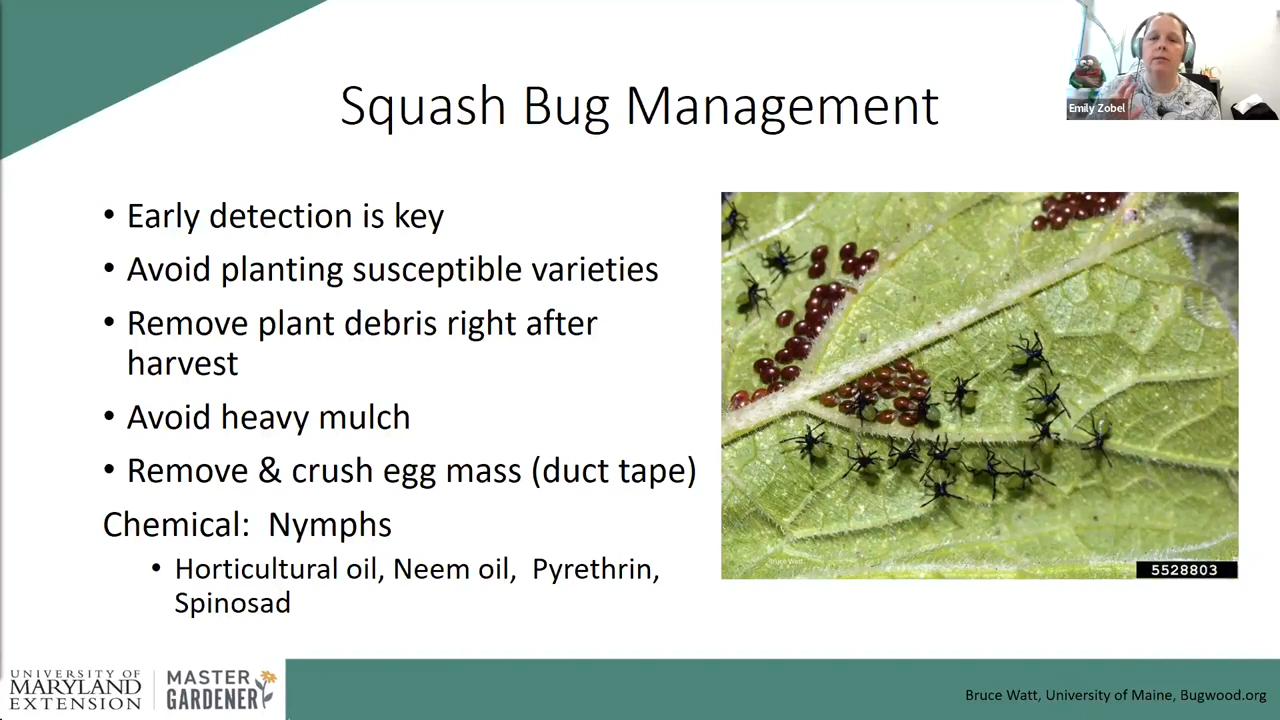 Squash Bug Management
Emily Zobel
• Early detection is key
• Avoid planting susceptible varieties
• Remove plant debris right after
harvest
• Avoid heavy mulch
• Remove & crush egg mass (duct tape)
Chemical:  Nymphs
• Horticultural oil, Neem oil,  Pyrethrin,
Spinosad
Bruce Watt
5528803
UNIVERSITY OF
MARYLAND
EXTENSION
MASTER
GARDENER
Bruce Watt, University of Maine, Bugwood.org